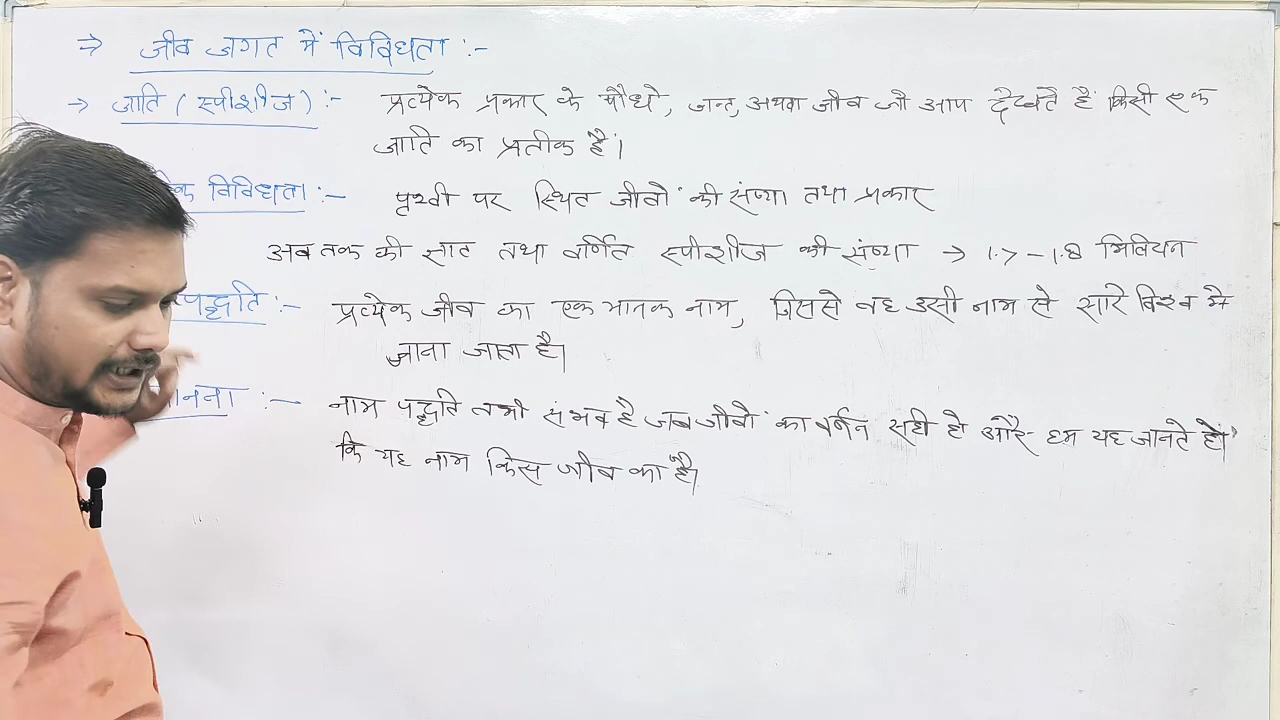 → जीव जगत में विविधता :-
→ जाति (स्पीशीज) :- प्रत्येक प्रकार के पौधे, जन्तु, अथवा जीव जो आप देखते हैं किसी एक
जाति का प्रतीक है।
विविधता :- पृथ्वी पर स्थित जीवों की संख्या तथा प्रकार
अब तक की ज्ञात तथा वर्णित स्पीशीज की संख्या → 1.7 - 1.8 मिलियन
पद्धति :- प्रत्येक जीव का एक मानक नाम, जिससे वह उसी नाम से सारे विश्व में
जाना जाता है।
:- नाम पद्धति तभी संभव है जब जीवों का वर्णन सही हो और हम यह जानते हों
कि यह नाम किस जीव का है।